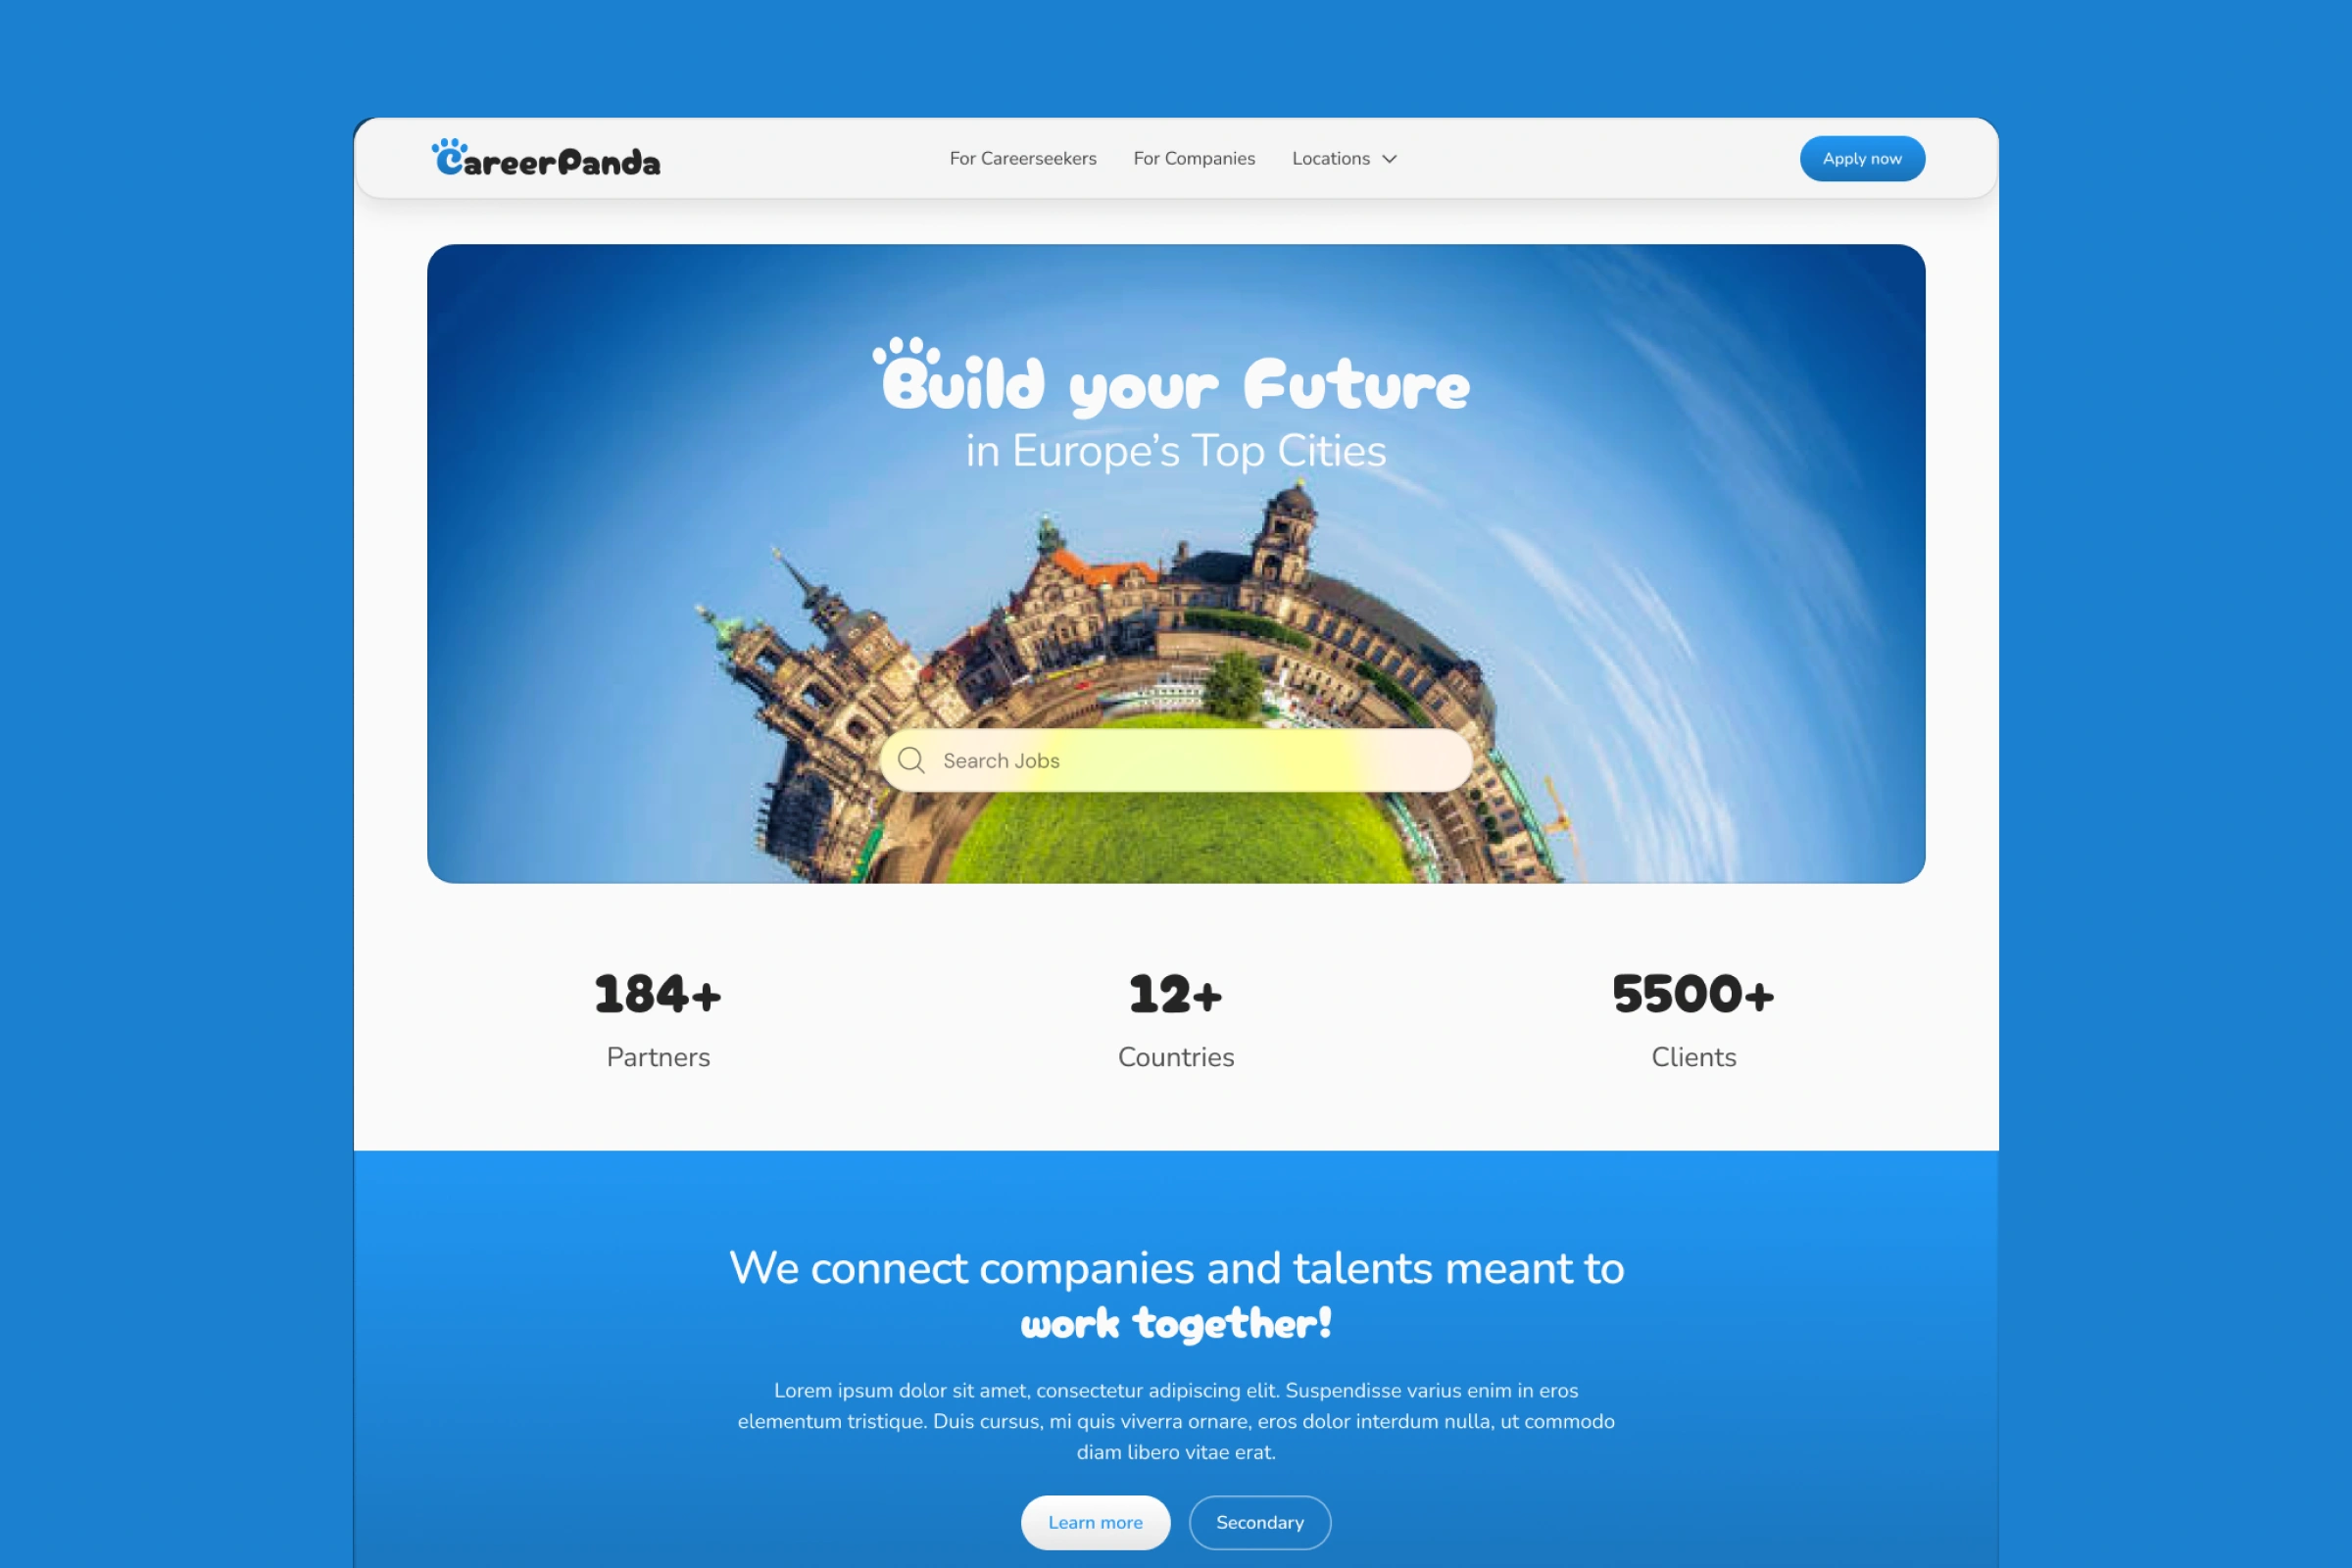 CareerPanda
For Careerseekers
For Companies
Locations
Apply now
Build your Future
in Europe’s Top Cities
Search Jobs
184+
Partners
12+
Countries
5500+
Clients
We connect companies and talents meant to
work together!
Lorem ipsum dolor sit amet, consectetur adipiscing elit. Suspendisse varius enim in eros
elementum tristique. Duis cursus, mi quis viverra ornare, eros dolor interdum nulla, ut commodo
diam libero vitae erat.
Learn more
Secondary